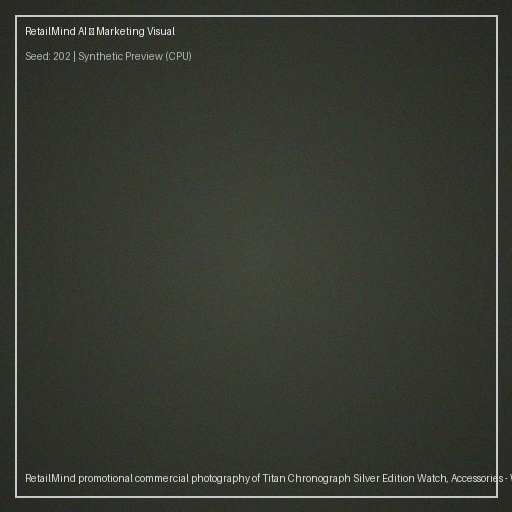 RetailMind AI ▯ Marketing Visual
Seed: 202 | Synthetic Preview (CPU)
RetailMind promotional commercial photography of Titan Chronograph Silver Edition Watch, Accessories -